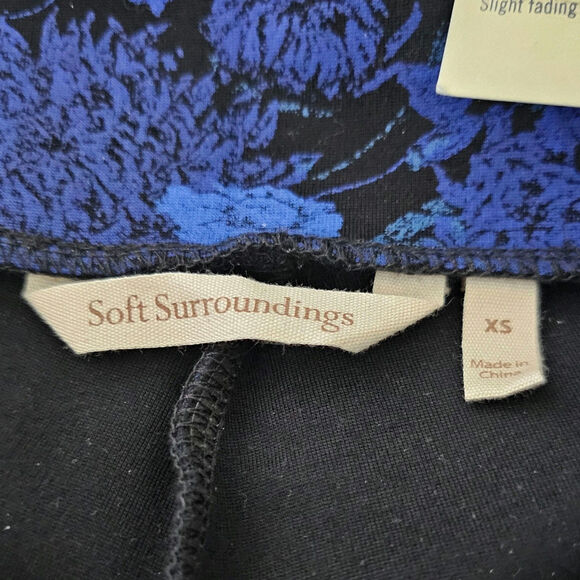 Slight fading
Soft Surroundings
XS
Made in
China